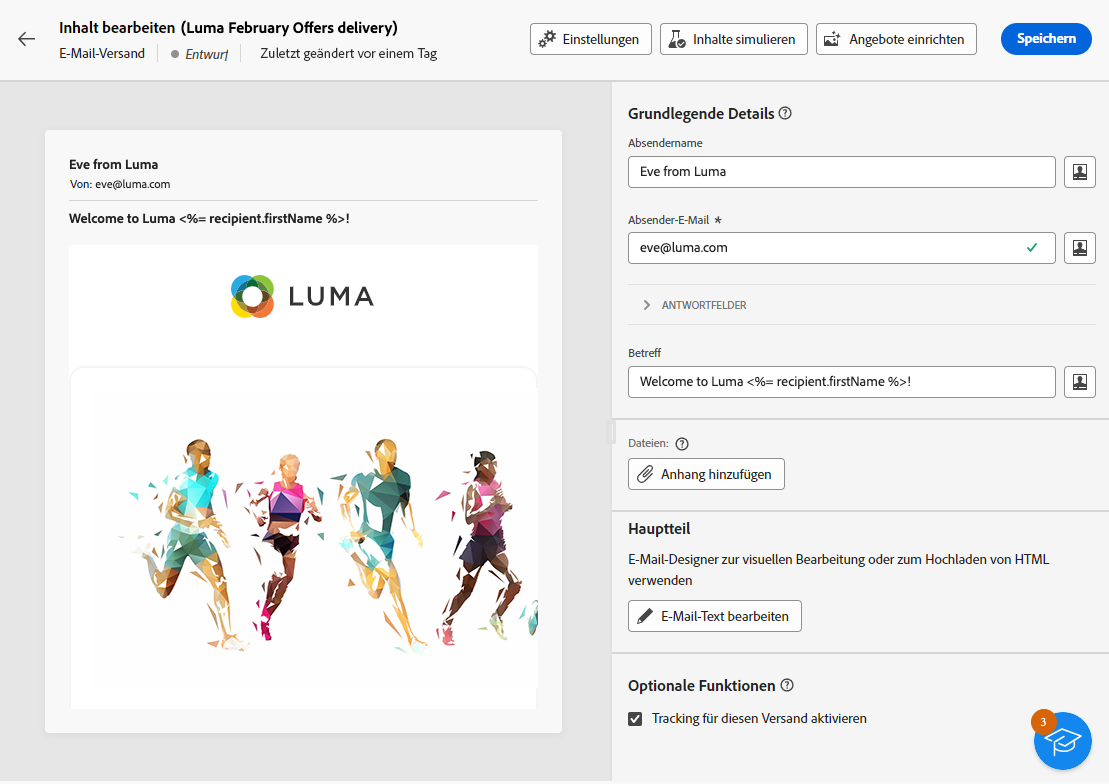 Inhalt bearbeiten (Luma February Offers delivery)
E-Mail-Versand Entwurf Zuletzt geändert vor einem Tag
Einstellungen
Inhalte simulieren
Angebote einrichten
Speichern
Eve from Luma
Von: eve@luma.com
Welcome to Luma <%= recipient.firstName %>!
LUMA
Grundlegende Details
Absendername
Eve from Luma
Absender-E-Mail *
eve@luma.com
ANTWORTFELDER
Betreff
Welcome to Luma <%= recipient.firstName %>!
Dateien:
Anhang hinzufügen
Hauptteil
E-Mail-Designer zur visuellen Bearbeitung oder zum Hochladen von HTML
verwenden
E-Mail-Text bearbeiten
Optionale Funktionen
Tracking für diesen Versand aktivieren
3